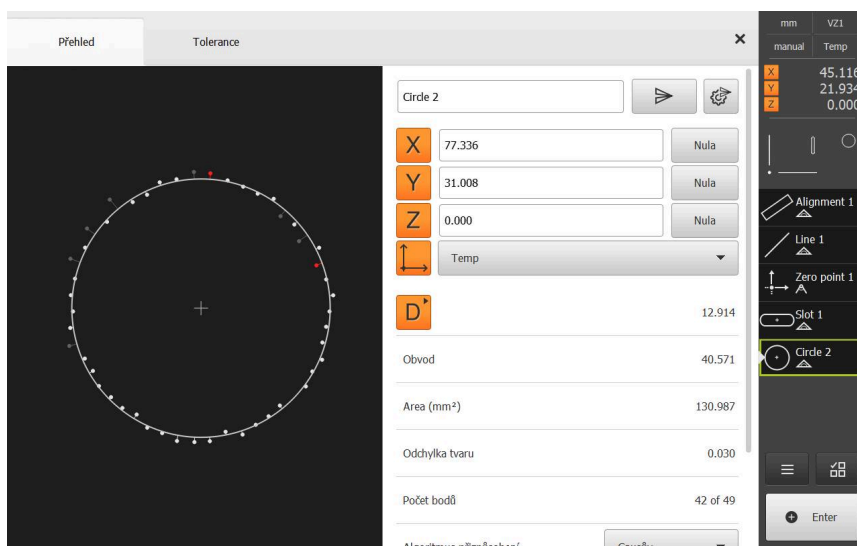 Přehled
Tolerance
Circle 2
X
77.336
Nula
Y
31.008
Nula
Z
0.000
Nula
Temp
D
12.914
Obvod
40.571
Area (mm²)
130.987
Odchylka tvaru
0.030
Počet bodů
42 of 49
mm
VZ1
manual
Temp
X
45.116
Y
21.934
Z
0.000
Alignment 1
Line 1
Zero point 1
Slot 1
Circle 2
Enter